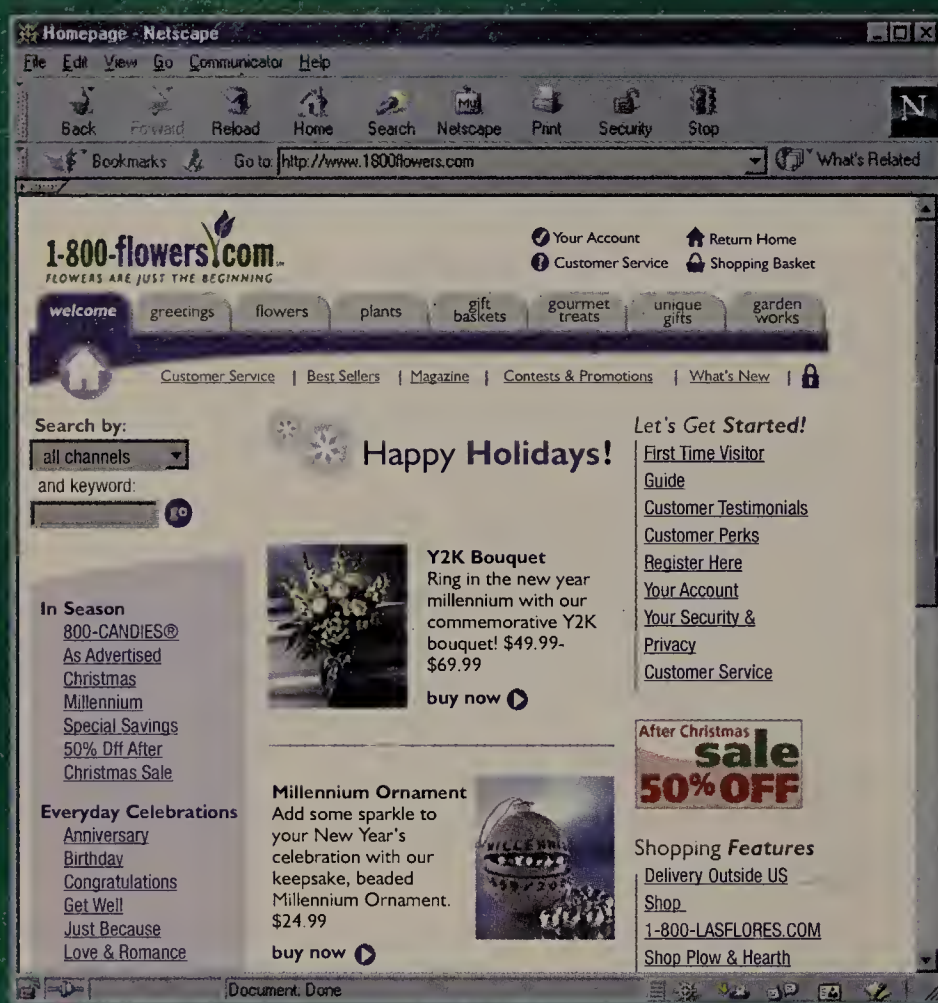 Homepage - Netscape
File Edit View Go Communicator Help
Back Forward Reload Home Search Netscape Print Security Stop
My
N
Bookmarks Go to: http://www.1800flowers.com What's Related
1-800-flowers.com
FLOWERS ARE JUST THE BEGINNING
Your Account Return Home
Customer Service Shopping Basket
welcome greetings flowers plants gift baskets gourmet treats unique gifts garden works
Customer Service | Best Sellers | Magazine | Contests & Promotions | What's New |
Search by:
all channels
and keyword:
go
In Season
800-CANDIES®
As Advertised
Christmas
Millennium
Special Savings
50% Off After
Christmas Sale
Everyday Celebrations
Anniversary
Birthday
Congratulations
Get Well
Just Because
Love & Romance
Happy Holidays!
Y2K Bouquet
Ring in the new year
millennium with our
commemorative Y2K
bouquet! $49.99-
$69.99
buy now
Millennium Ornament
Add some sparkle to
your New Year's
celebration with our
keepsake, beaded
Millennium Ornament.
$24.99
buy now
Let's Get Started!
First Time Visitor
Guide
Customer Testimonials
Customer Perks
Register Here
Your Account
Your Security &
Privacy
Customer Service
After Christmas
sale
50% OFF
Shopping Features
Delivery Outside US
Shop
1-800-LASFLORES.COM
Shop Plow & Hearth
Document: Done